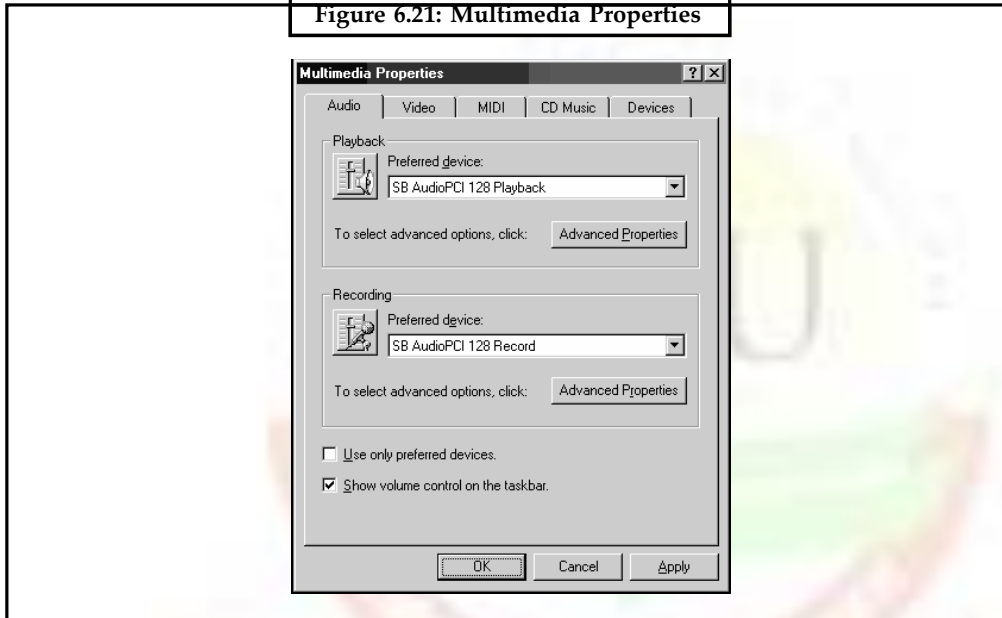 Figure 6.21: Multimedia Properties
Multimedia Properties
Audio Video MIDI CD Music Devices
Playback
Preferred device:
SB AudioPCI 128 Playback
To select advanced options, click: Advanced Properties
Recording
Preferred device:
SB AudioPCI 128 Record
To select advanced options, click: Advanced Properties
Use only preferred devices.
Show volume control on the taskbar.
OK Cancel Apply